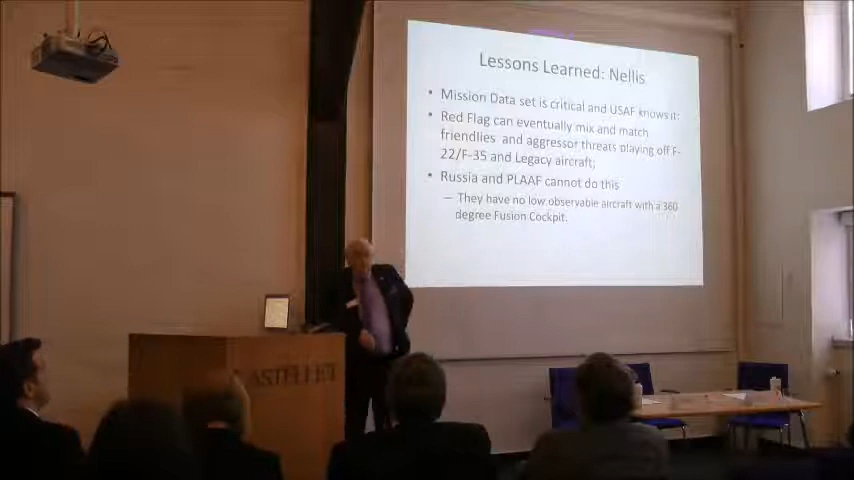 Lessons Learned: Nellis
• Mission Data set is critical and USAF knows it:
• Red Flag can eventually mix and match
friendlies and aggressor threats playing off F-
22/F-35 and Legacy aircraft;
• Russia and PLAAF cannot do this
– They have no low observable aircraft with a 360
degree Fusion Cockpit.